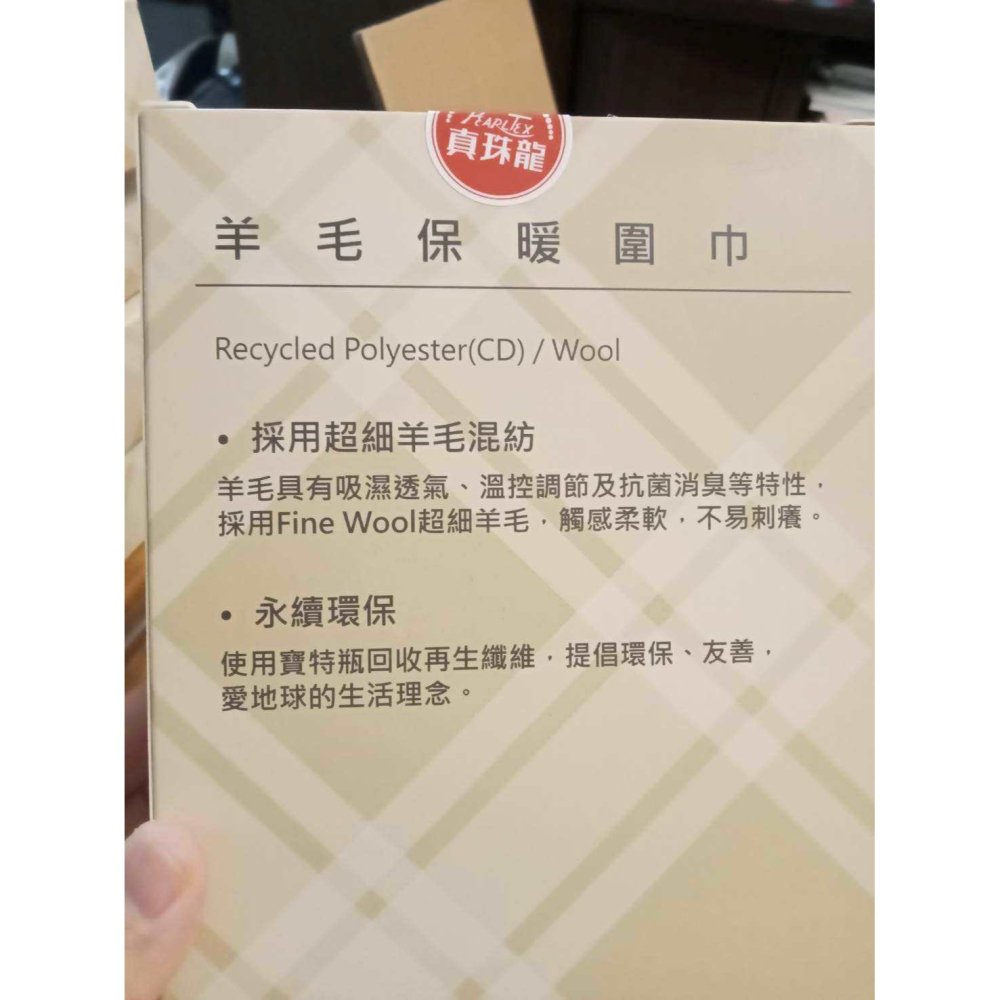 PEARLTEX
真珠龍
羊毛保暖圍巾
Recycled Polyester(CD) / Wool
• 採用超細羊毛混紡
羊毛具有吸濕透氣、溫控調節及抗菌消臭等特性，
採用Fine Wool超細羊毛，觸感柔軟，不易刺癢。
• 永續環保
使用寶特瓶回收再生纖維，提倡環保、友善，
愛地球的生活理念。